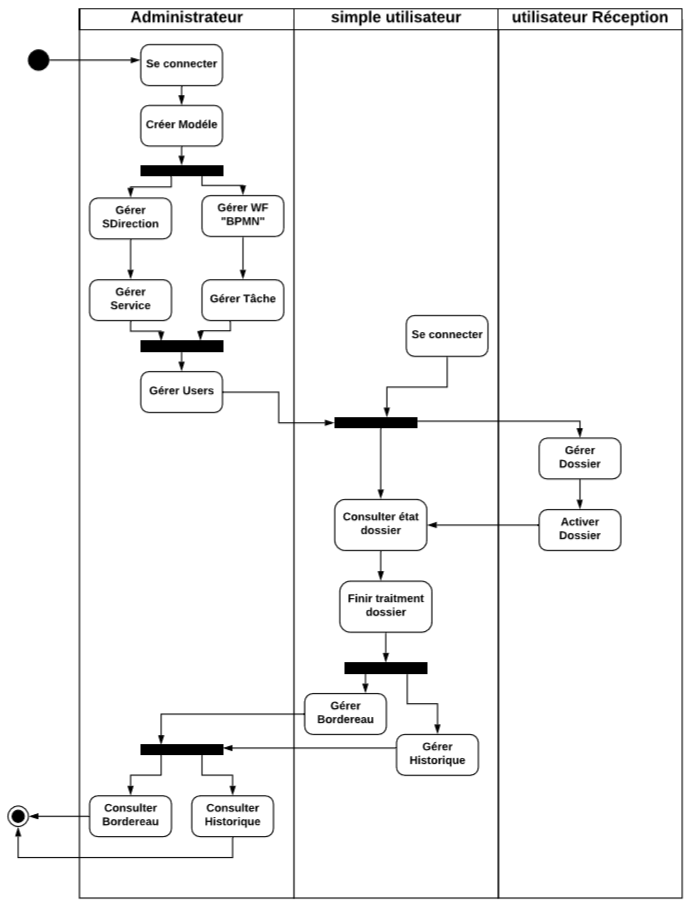 Administrateur
simple utilisateur
utilisateur Réception
Se connecter
Créer Modéle
Gérer
SDirection
Gérer WF
"BPMN"
Gérer
Service
Gérer Tâche
Se connecter
Gérer Users
Gérer
Dossier
Consulter état
dossier
Activer
Dossier
Finir traitment
dossier
Gérer
Bordereau
Gérer
Historique
Consulter
Bordereau
Consulter
Historique